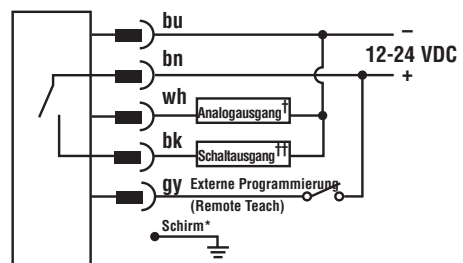 bu
–
bn
12-24 VDC
+
wh
Analogausgang†
bk
Schaltausgang††
gy Externe Programmierung
(Remote Teach)
Schirm*